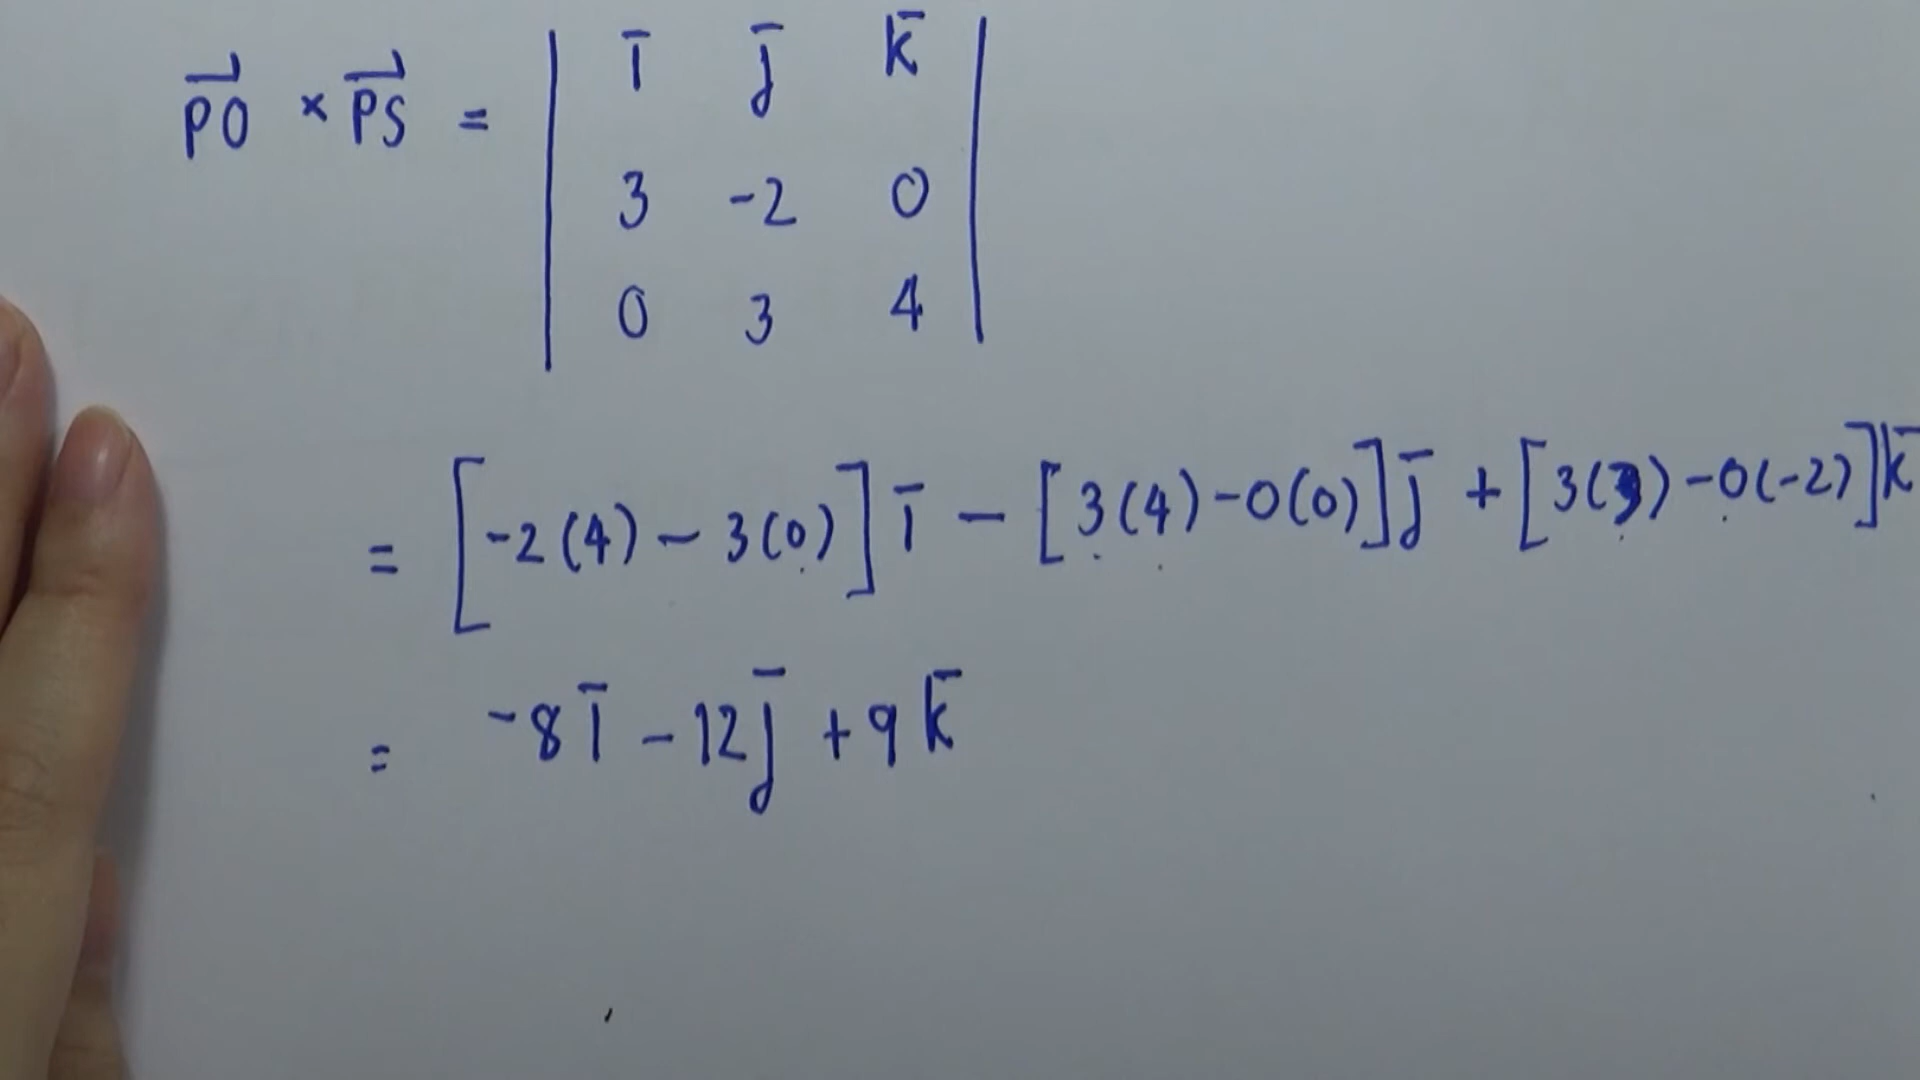 PO⃗ × PS⃗ = | i̅ j̅ k̅ |
| 3 -2 0 |
| 0 3 4 |
= [-2(4) - 3(0)] i̅ - [3(4) - 0(0)] j̅ + [3(3) - 0(-2)] k̅
= -8 i̅ - 12 j̅ + 9 k̅